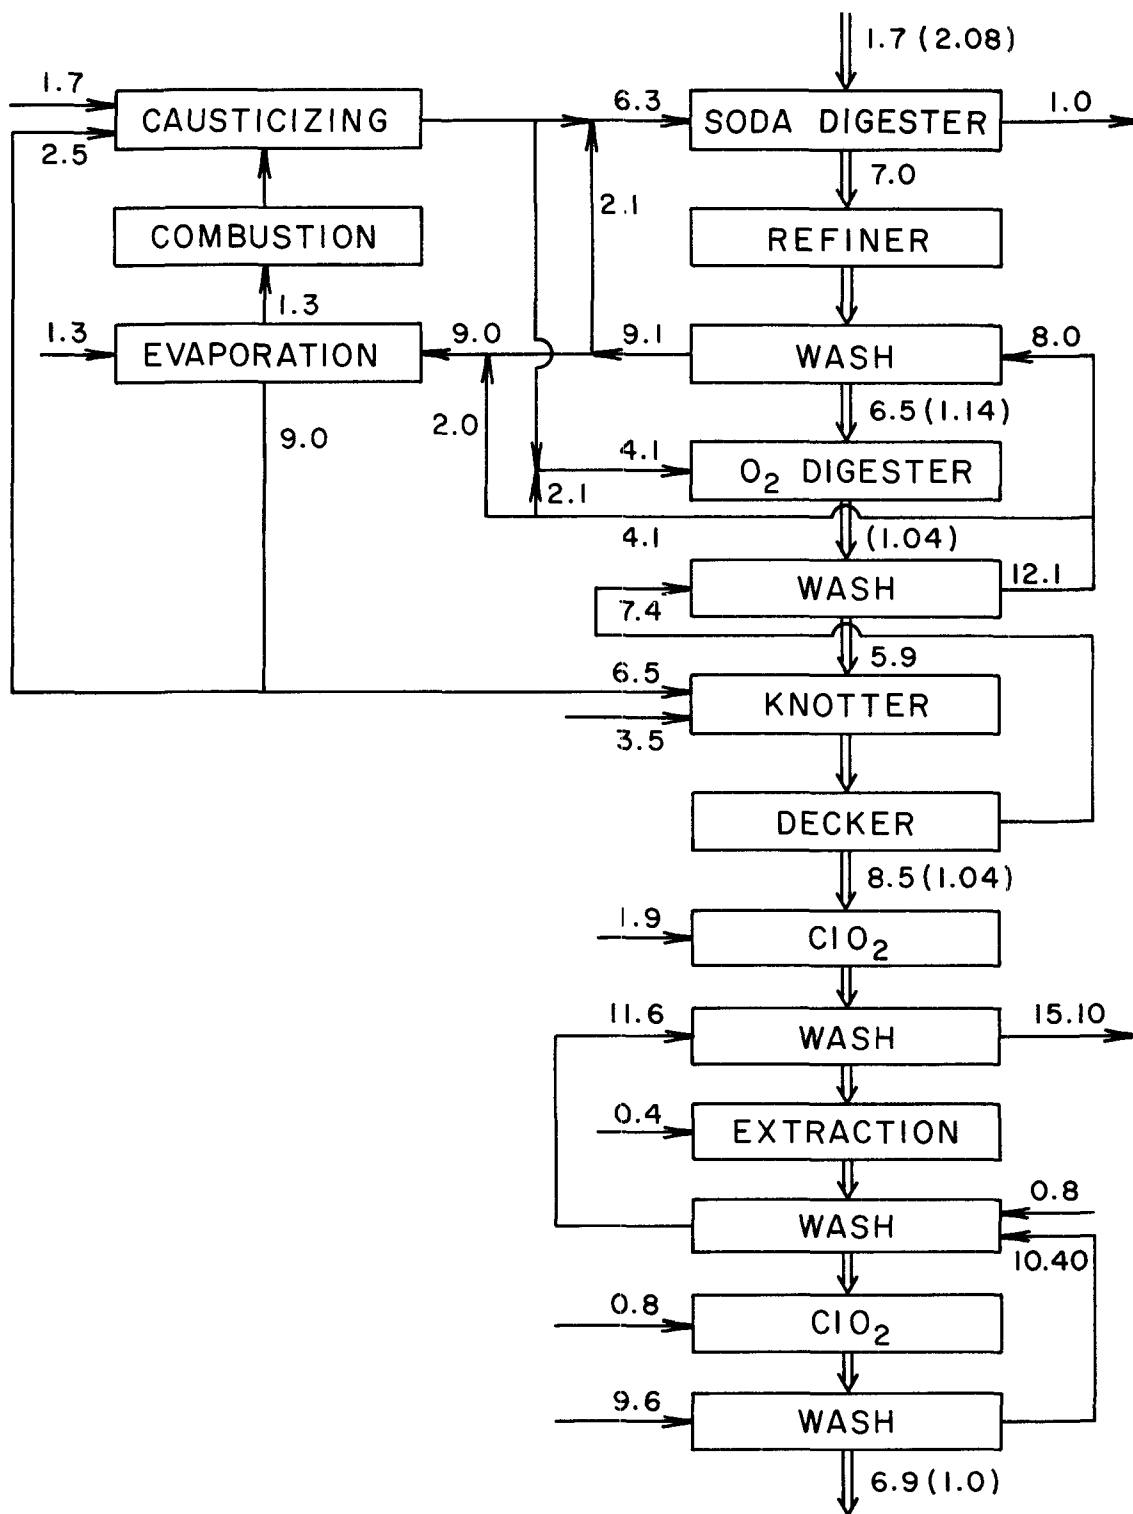 1.7 (2.08)
1.7
CAUSTICIZING
6.3
SODA DIGESTER
1.0
2.5
7.0
2.1
COMBUSTION
REFINER
1.3
1.3
EVAPORATION
9.0
9.1
WASH
8.0
6.5 (1.14)
2.0
9.0
4.1
O₂ DIGESTER
2.1
4.1
(1.04)
WASH
12.1
7.4
5.9
6.5
KNOTTER
3.5
DECKER
8.5 (1.04)
1.9
ClO₂
11.6
WASH
15.10
0.4
EXTRACTION
0.8
WASH
10.40
0.8
ClO₂
9.6
WASH
6.9 (1.0)